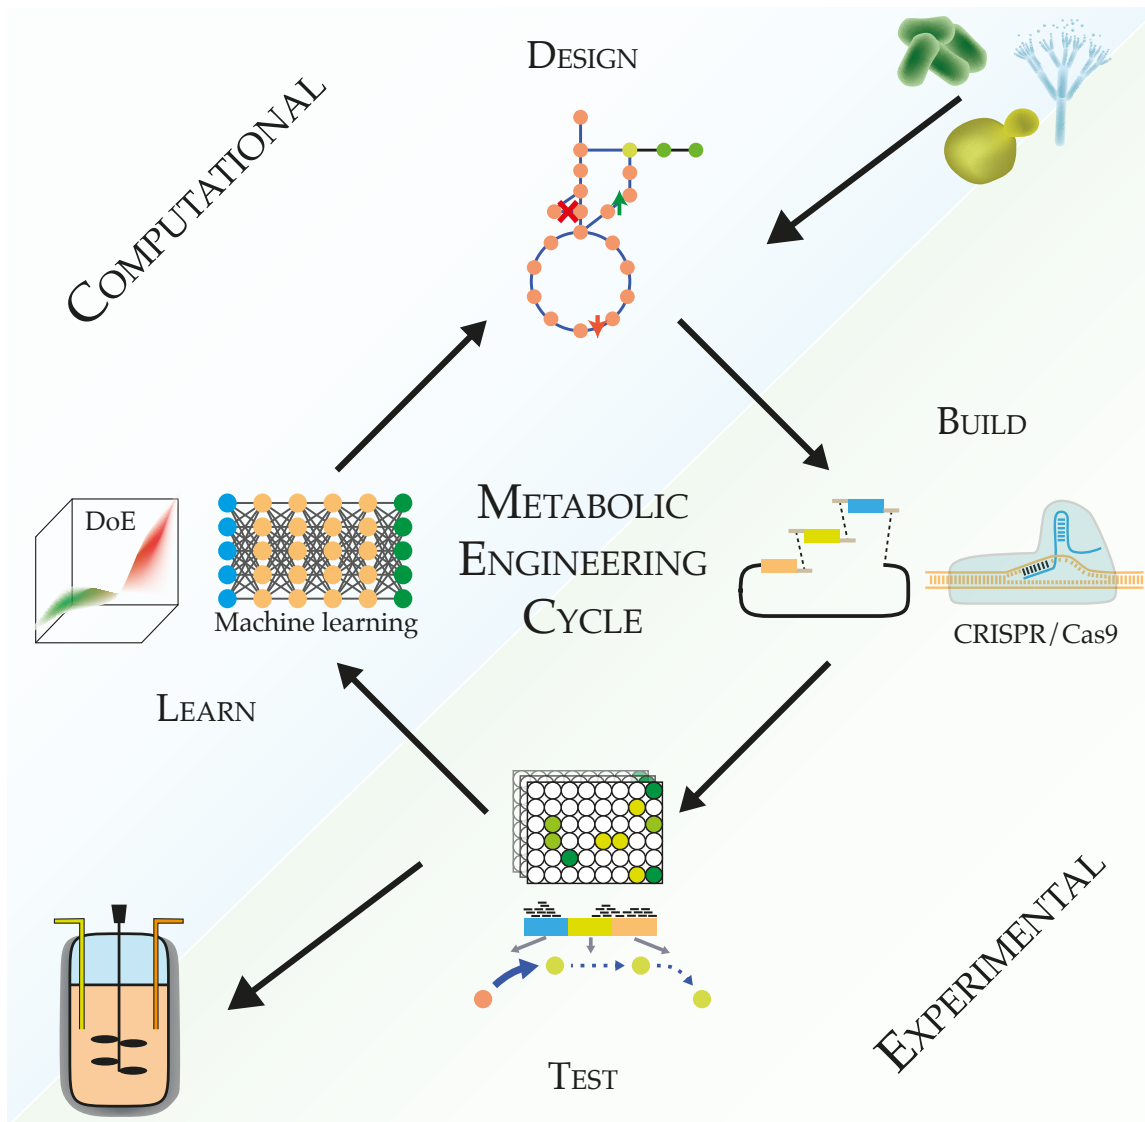 DESIGN
COMPUTATIONAL
BUILD
DoE
METABOLIC
ENGINEERING
CYCLE
Machine learning
CRISPR/Cas9
LEARN
EXPERIMENTAL
TEST